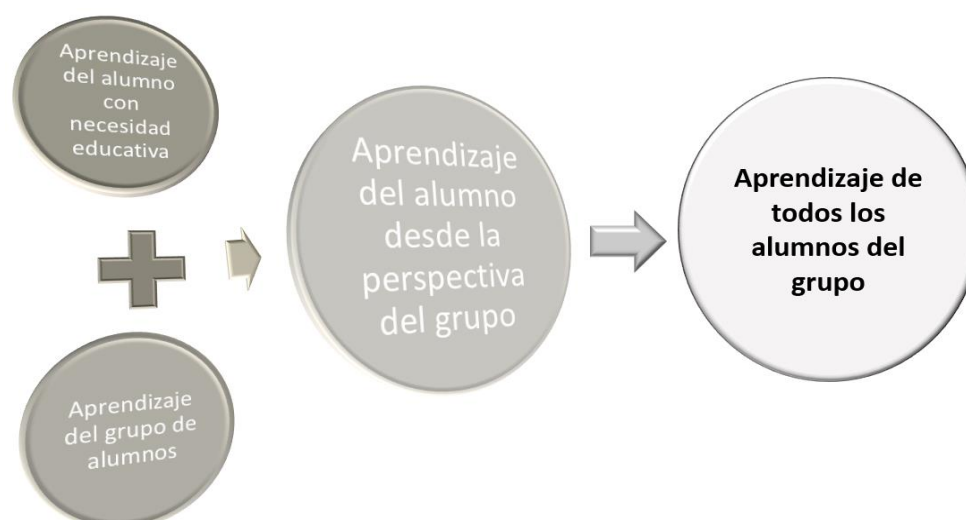 Aprendizaje
del alumno
con
necesidad
educativa
Aprendizaje
del grupo de
alumnos
Aprendizaje
del alumno
desde la
perspectiva
del grupo
Aprendizaje de
todos los
alumnos del
grupo